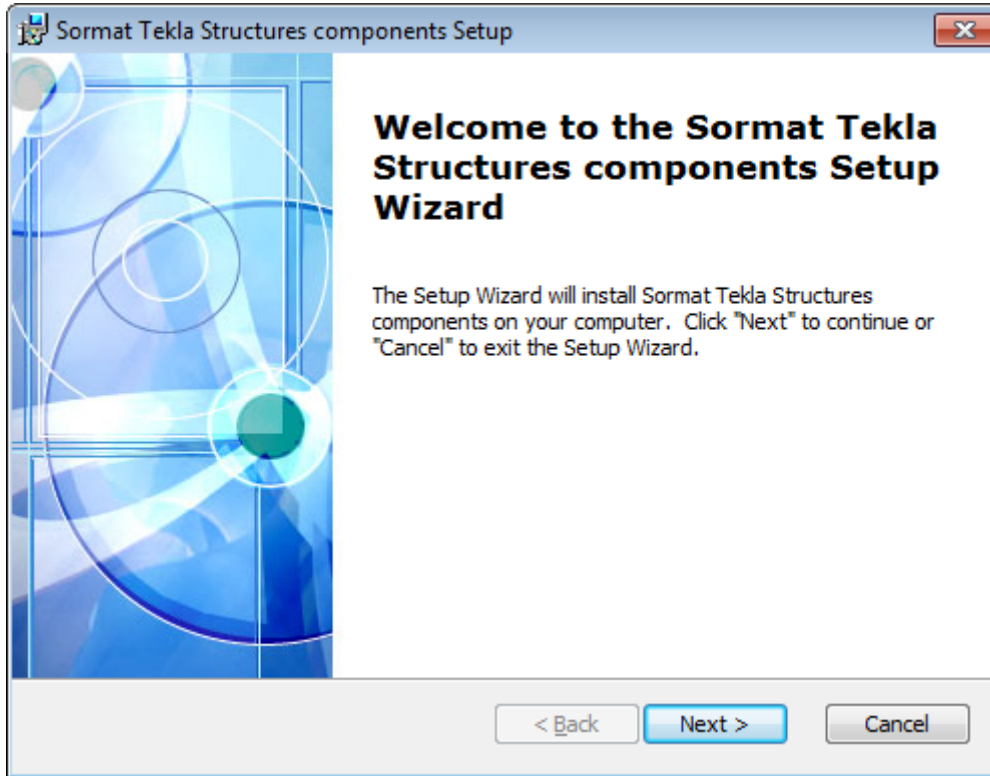 Sormat Tekla Structures components Setup
Welcome to the Sormat Tekla
Structures components Setup
Wizard
The Setup Wizard will install Sormat Tekla Structures
components on your computer.  Click "Next" to continue or
"Cancel" to exit the Setup Wizard.
< Back Next > Cancel